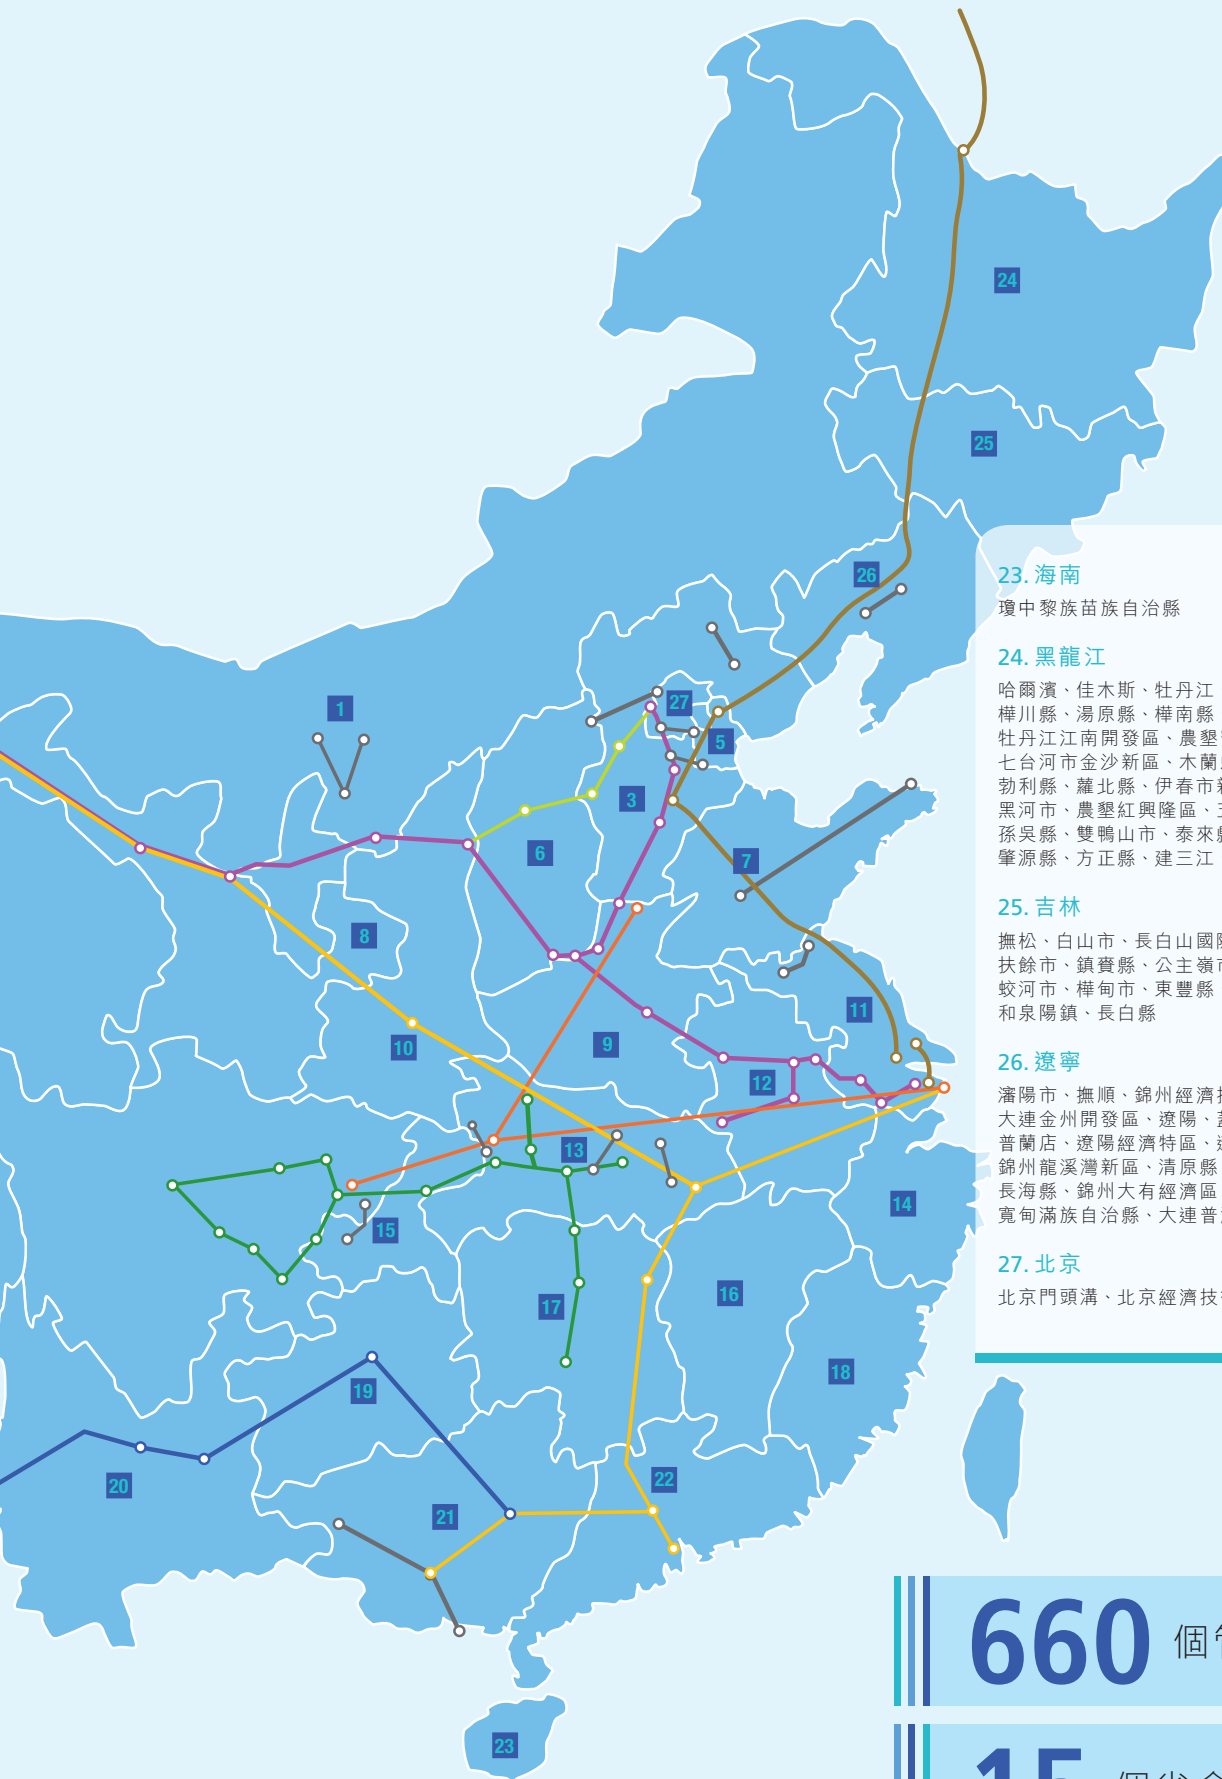 24
25
26
1
27
5
3
6
7
8
11
10
9
12
13
14
15
16
17
18
19
20
22
21
23
23. 海南
瓊中黎族苗族自治縣
24. 黑龍江
哈爾濱、佳木斯、牡丹江
樺川縣、湯原縣、樺南縣
牡丹江江南開發區、農墾
七台河市金沙新區、木蘭
勃利縣、蘿北縣、伊春市
黑河市、農墾紅興隆區、
孫吳縣、雙鴨山市、泰來縣
肇源縣、方正縣、建三江
25. 吉林
撫松、白山市、長白山國際
扶餘市、鎮賚縣、公主嶺市
蛟河市、樺甸市、東豐縣
和泉陽鎮、長白縣
26. 遼寧
瀋陽市、撫順、錦州經濟
大連金州開發區、遼陽、
普蘭店、遼陽經濟特區、
錦州龍溪灣新區、清原縣
長海縣、錦州大有經濟區
寬甸滿族自治縣、大連普
27. 北京
北京門頭溝、北京經濟技
660 個
15 個省會